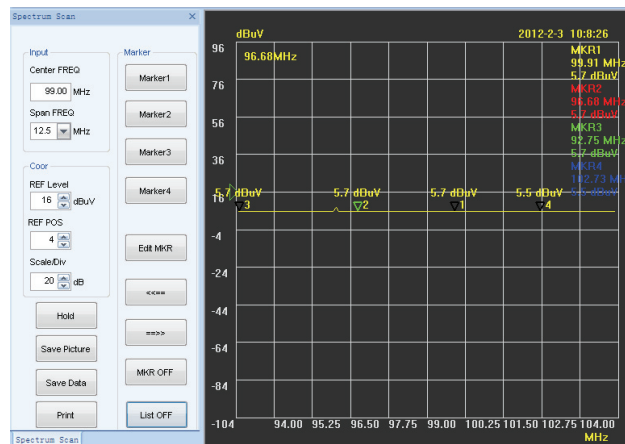 Spectrum Scan
×
Input
Center FREQ
99.00 MHz
Span FREQ
12.5 MHz
Coor
REF Level
16 dBuV
REF POS
4
Scale/Div
20 dB
Hold
Save Picture
Save Data
Print
Spectrum Scan
Marker
Marker1
Marker2
Marker3
Marker4
Edit MKR
<<==
==>>
MKR OFF
List OFF
dBuV
2012-2-3 10:8:26
96.68MHz
MKR1
99.91 MHz
5.7 dBuV
MKR2
96.68 MHz
5.7 dBuV
MKR3
92.75 MHz
5.7 dBuV
MKR4
102.73 MHz
5.5 dBuV
96
76
56
36
16
-4
-24
-44
-64
-84
-104
5.7 dBuV 5.7 dBuV 5.7 dBuV 5.5 dBuV
3 2 1 4
94.00 95.25 96.50 97.75 99.00 100.25 101.50 102.75 104.00
MHz